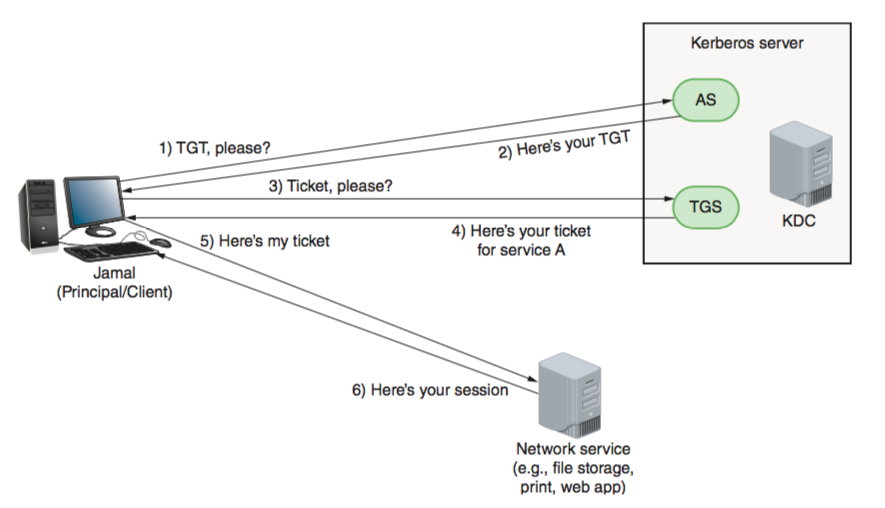 Kerberos server
AS
1) TGT, please?
2) Here's your TGT
3) Ticket, please?
TGS
KDC
4) Here's your ticket
for service A
5) Here's my ticket
Jamal
(Principal/Client)
6) Here's your session
Network service
(e.g., file storage,
print, web app)